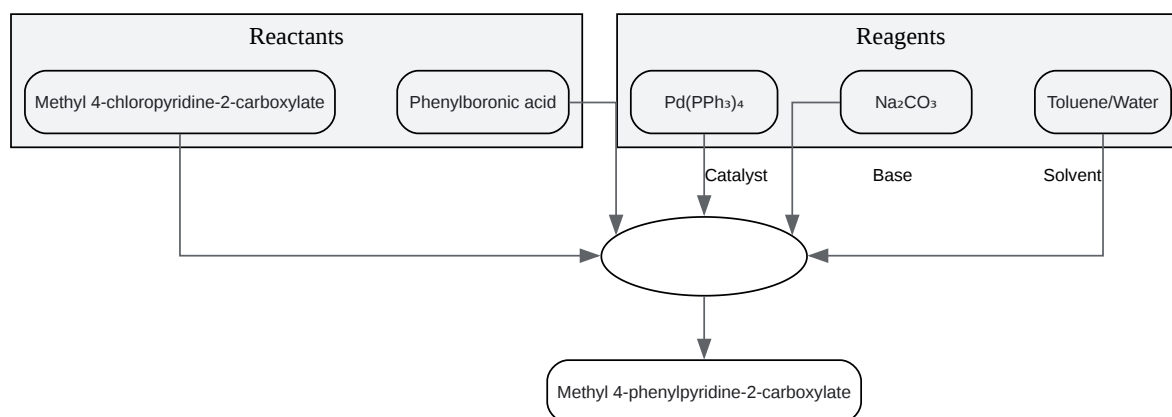 Reactants
Reagents
Methyl 4-chloropyridine-2-carboxylate
Phenylboronic acid
Pd(PPh₃)₄
Na₂CO₃
Toluene/Water
Catalyst
Base
Solvent
Methyl 4-phenylpyridine-2-carboxylate